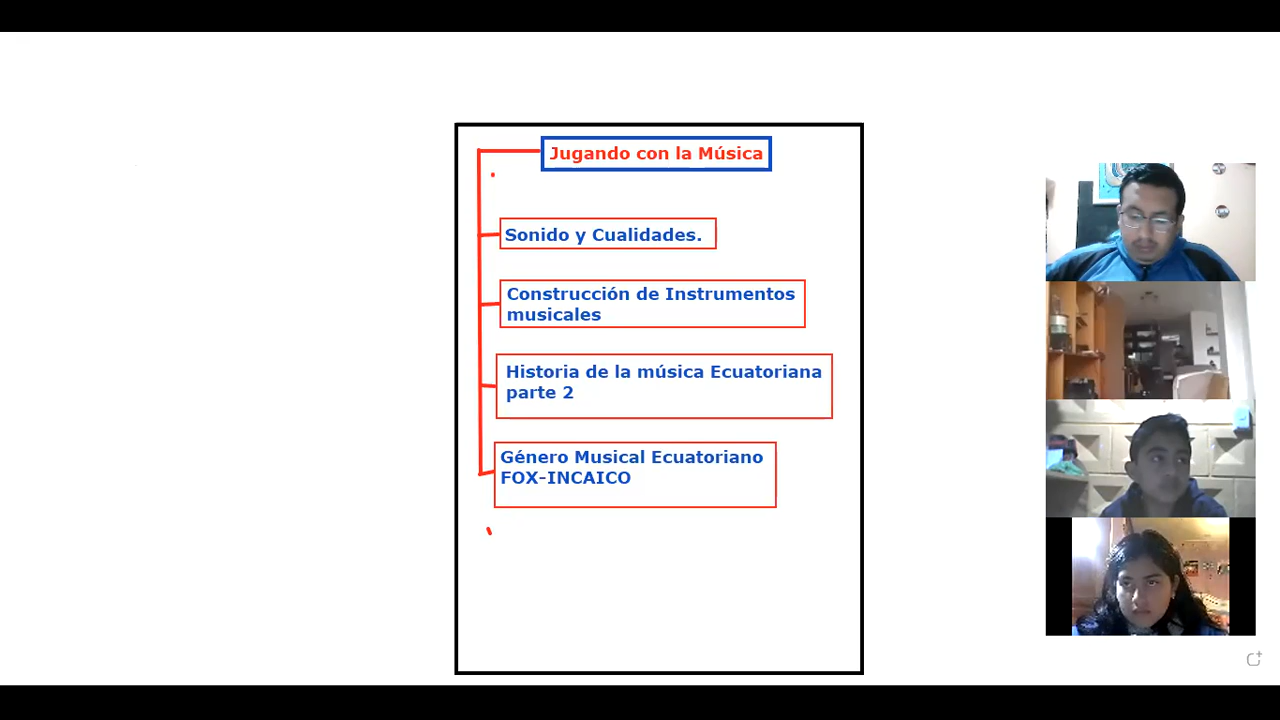 Jugando con la Música
Sonido y Cualidades.
Construcción de Instrumentos
musicales
Historia de la música Ecuatoriana
parte 2
Género Musical Ecuatoriano
FOX-INCAICO